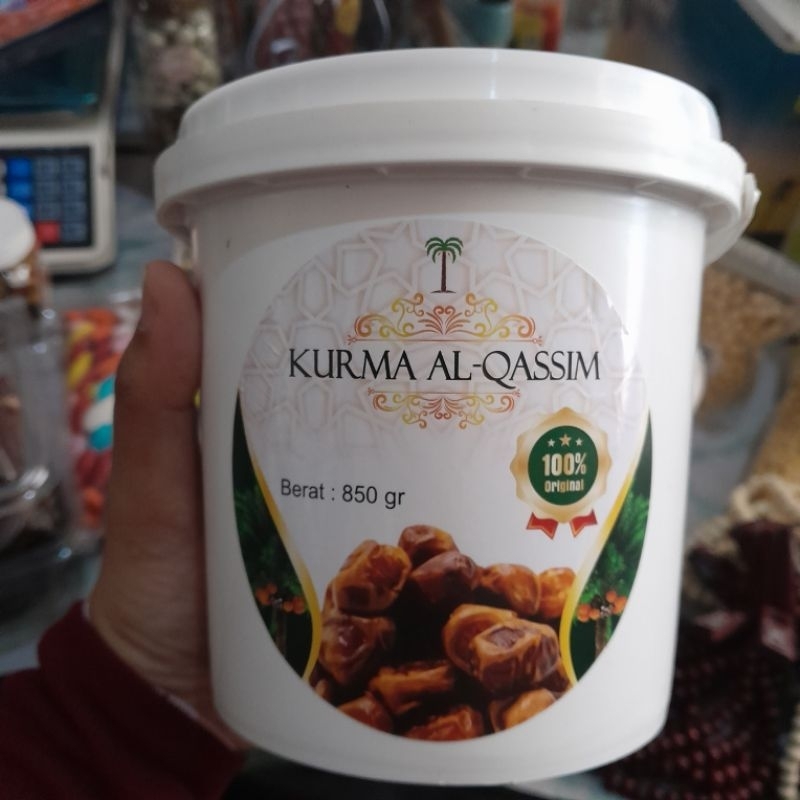 KURMA AL-QASSIM
100%
Original
Berat : 850 gr